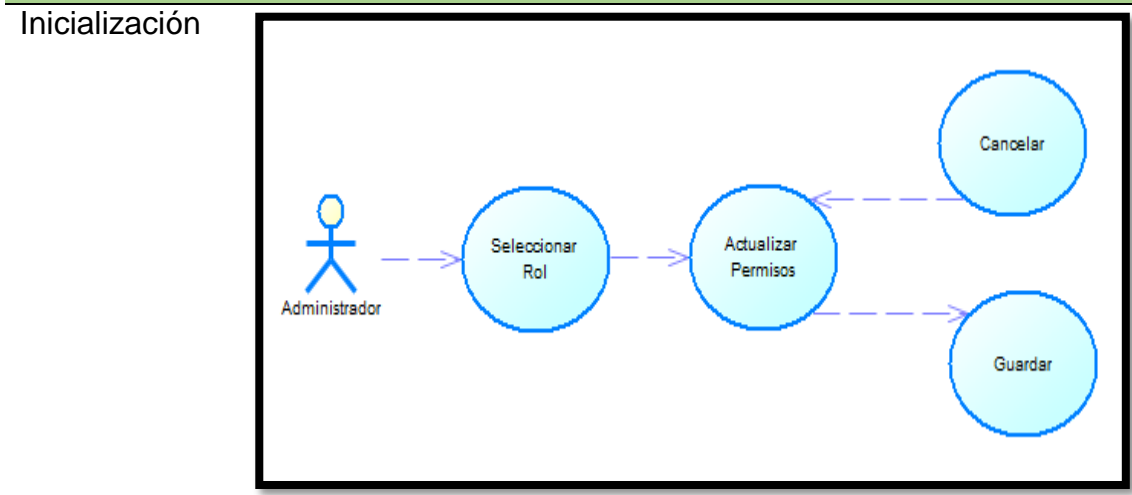 Inicialización
Cancelar
Seleccionar
Rol
Actualizar
Permisos
Administrador
Guardar